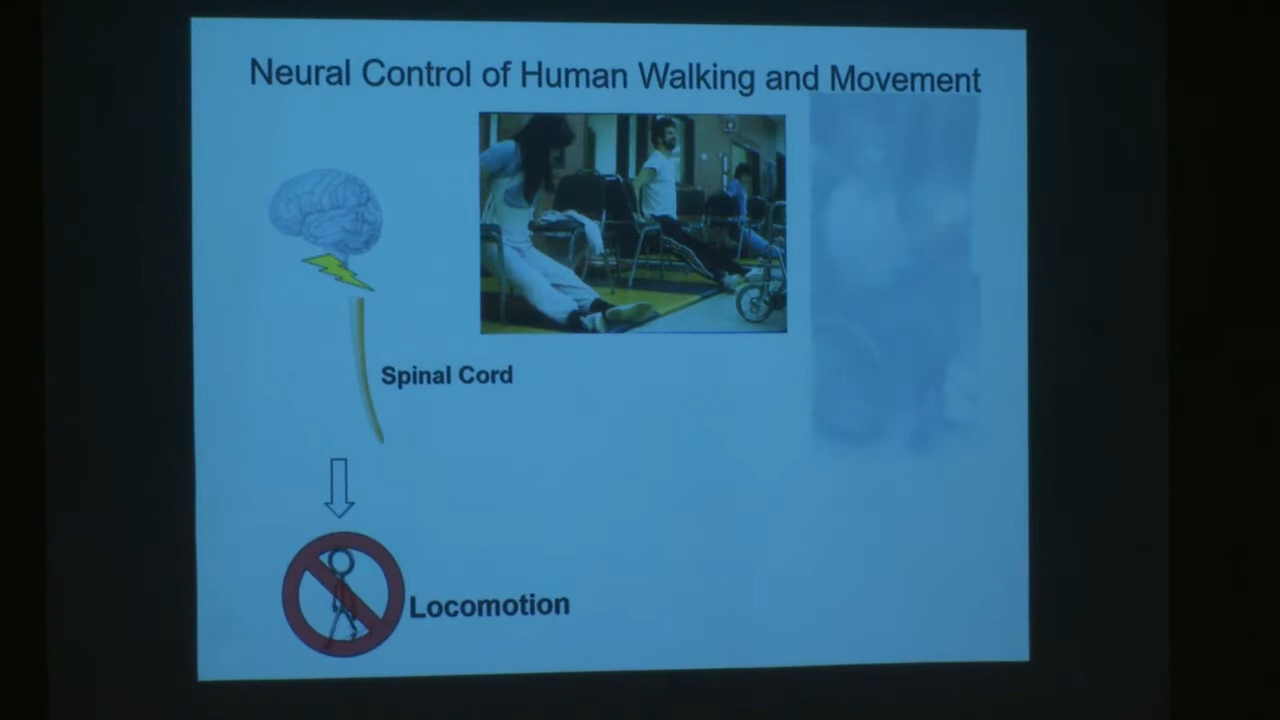 Neural Control of Human Walking and Movement
Spinal Cord
Locomotion